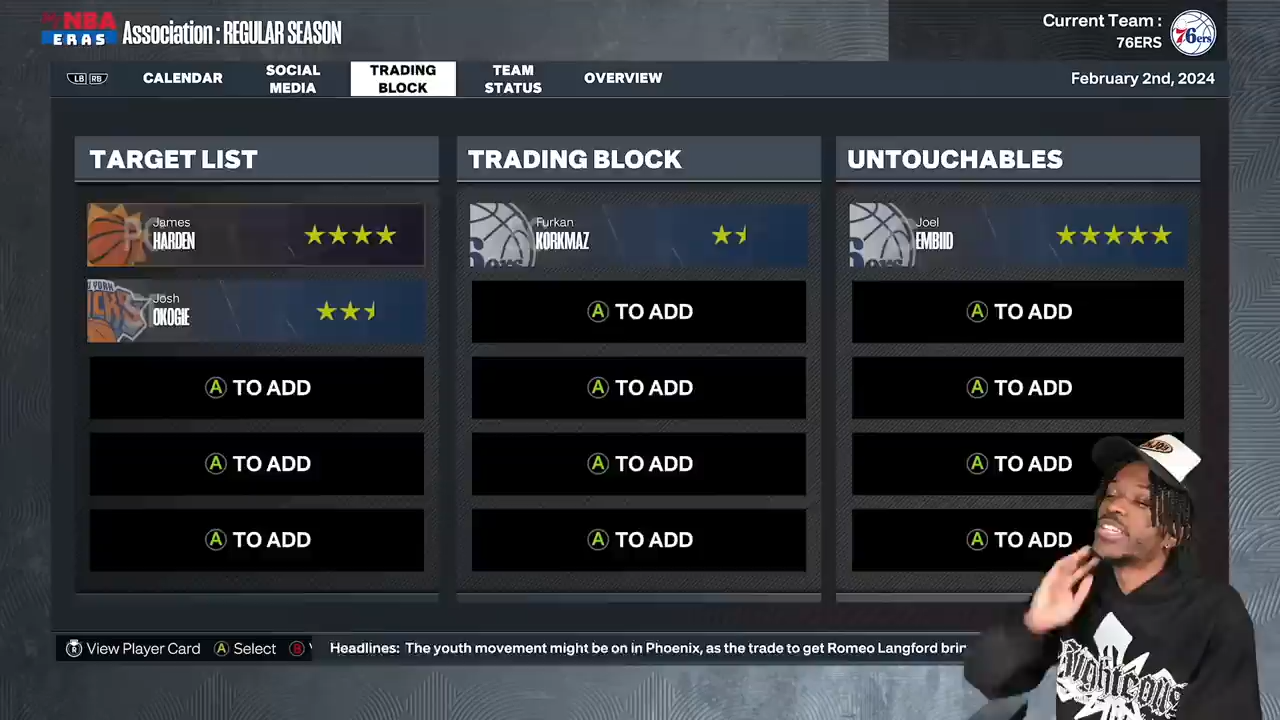 NBA
ERAS
Association : REGULAR SEASON
Current Team :
76ERS
76ers
LB RB
CALENDAR
SOCIAL
MEDIA
TRADING
BLOCK
TEAM
STATUS
OVERVIEW
February 2nd, 2024
TARGET LIST
TRADING BLOCK
UNTOUCHABLES
James
HARDEN
Furkan
KORKMAZ
Joel
EMBIID
Josh
OKOGIE
A TO ADD
A TO ADD
A TO ADD
A TO ADD
A TO ADD
A TO ADD
A TO ADD
A TO ADD
A TO ADD
A TO ADD
A TO ADD
R View Player Card A Select B
Headlines: The youth movement might be on in Phoenix, as the trade to get Romeo Langford brin
Righteous